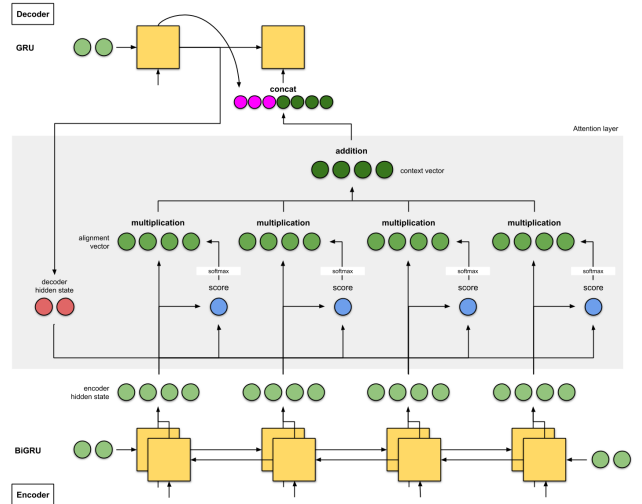 Decoder
GRU
concat
Attention layer
addition
context vector
multiplication multiplication multiplication multiplication
alignment
vector
softmax softmax softmax softmax
decoder
hidden state
score score score score
encoder
hidden state
BiGRU
Encoder